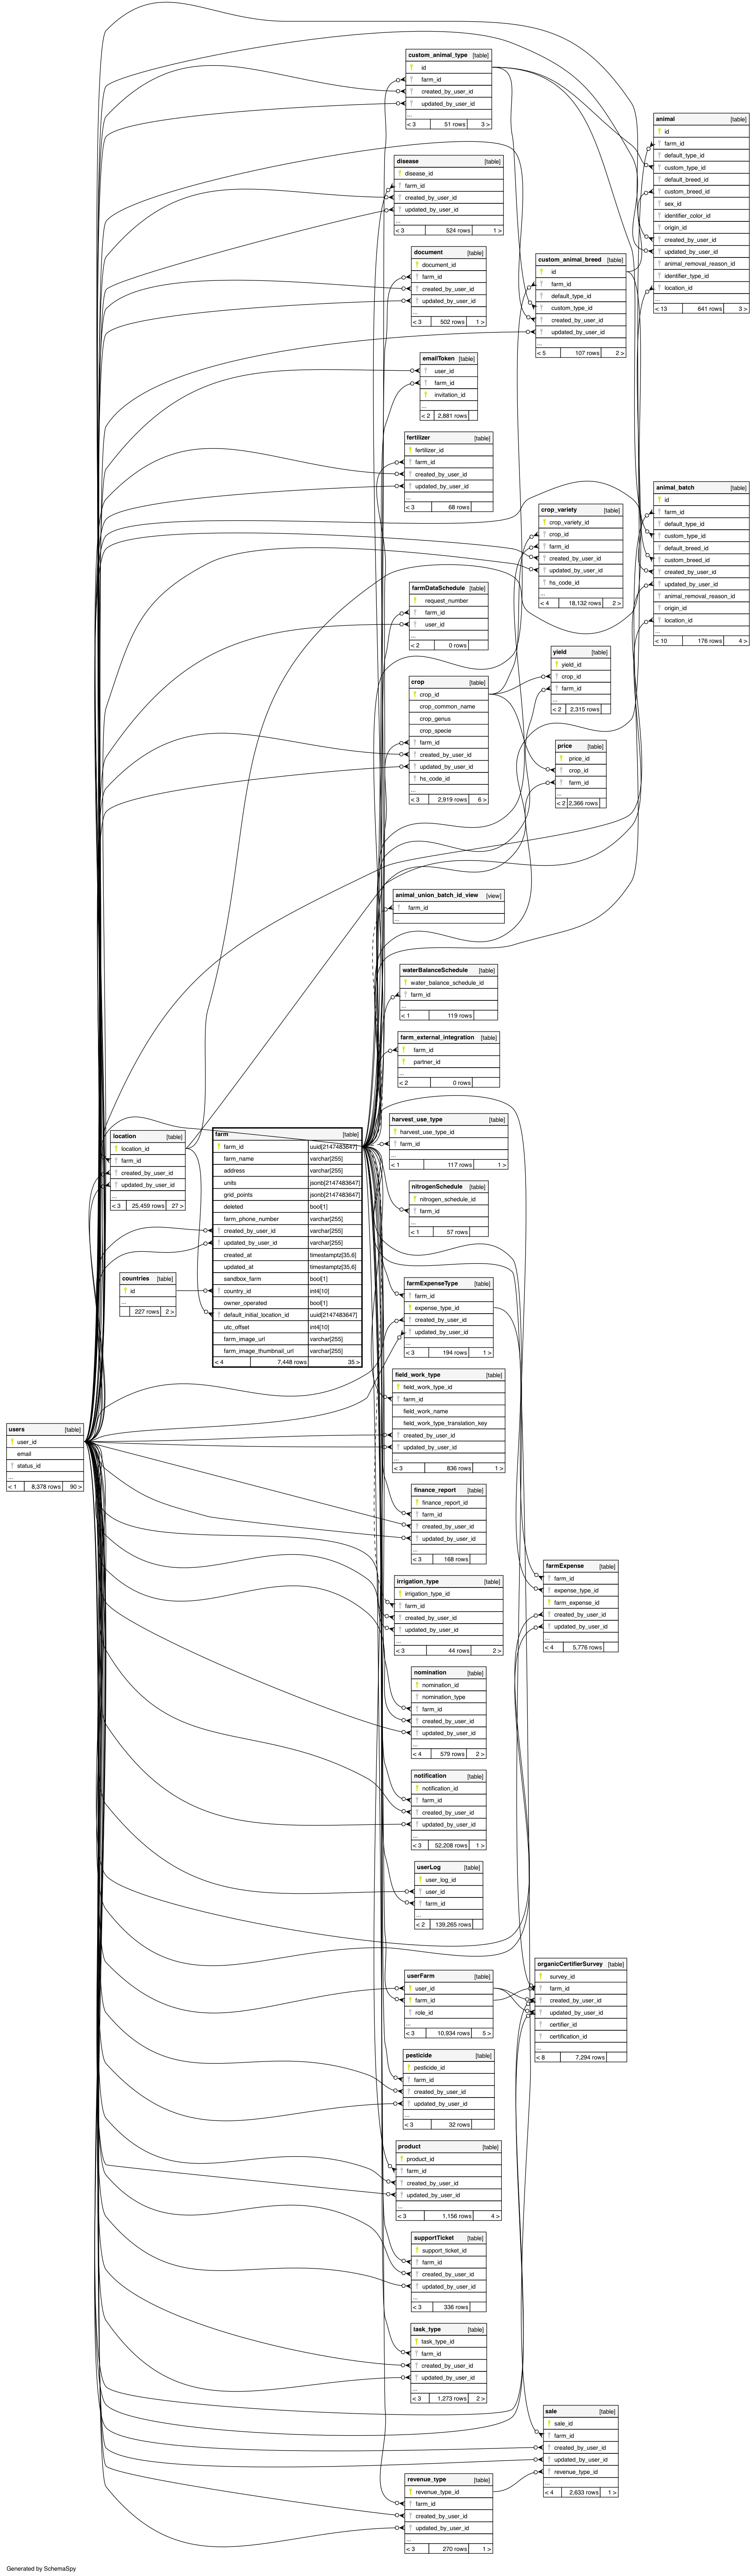 custom_animal_type [table]
id
farm_id
created_by_user_id
updated_by_user_id
...
< 3 51 rows 3 >
animal [table]
id
farm_id
default_type_id
custom_type_id
default_breed_id
custom_breed_id
sex_id
identifier_color_id
origin_id
created_by_user_id
updated_by_user_id
animal_removal_reason_id
identifier_type_id
location_id
...
< 13 641 rows 3 >
disease [table]
disease_id
farm_id
created_by_user_id
updated_by_user_id
...
< 3 524 rows 1 >
document [table]
document_id
farm_id
created_by_user_id
updated_by_user_id
...
< 3 502 rows 1 >
custom_animal_breed [table]
id
farm_id
default_type_id
custom_type_id
created_by_user_id
updated_by_user_id
...
< 5 107 rows 2 >
emailToken [table]
user_id
farm_id
invitation_id
...
< 2 2,881 rows
fertilizer [table]
fertilizer_id
farm_id
created_by_user_id
updated_by_user_id
...
< 3 68 rows
animal_batch [table]
id
farm_id
default_type_id
custom_type_id
default_breed_id
custom_breed_id
created_by_user_id
updated_by_user_id
animal_removal_reason_id
origin_id
location_id
...
< 10 176 rows 4 >
crop_variety [table]
crop_variety_id
crop_id
farm_id
created_by_user_id
updated_by_user_id
hs_code_id
...
< 4 18,132 rows 2 >
farmDataSchedule [table]
request_number
farm_id
user_id
...
< 2 0 rows
yield [table]
yield_id
crop_id
farm_id
...
< 2 2,315 rows
crop [table]
crop_id
crop_common_name
crop_genus
crop_specie
farm_id
created_by_user_id
updated_by_user_id
hs_code_id
...
< 3 2,919 rows 6 >
price [table]
price_id
crop_id
farm_id
...
< 2 2,366 rows
animal_union_batch_id_view [view]
farm_id
...
waterBalanceSchedule [table]
water_balance_schedule_id
farm_id
...
< 1 119 rows
farm_external_integration [table]
farm_id
partner_id
...
< 2 0 rows
harvest_use_type [table]
harvest_use_type_id
farm_id
...
< 1 117 rows 1 >
location [table]
location_id
farm_id
created_by_user_id
updated_by_user_id
...
< 3 25,459 rows 27 >
farm [table]
farm_id uuid[2147483647]
farm_name varchar[255]
address varchar[255]
units jsonb[2147483647]
grid_points jsonb[2147483647]
deleted bool[1]
farm_phone_number varchar[255]
created_by_user_id varchar[255]
updated_by_user_id varchar[255]
created_at timestamptz[35,6]
updated_at timestamptz[35,6]
sandbox_farm bool[1]
country_id int4[10]
owner_operated bool[1]
default_initial_location_id uuid[2147483647]
utc_offset int4[10]
farm_image_url varchar[255]
farm_image_thumbnail_url varchar[255]
< 4 7,448 rows 35 >
nitrogenSchedule [table]
nitrogen_schedule_id
farm_id
...
< 1 57 rows
countries [table]
id
...
227 rows 2 >
farmExpenseType [table]
farm_id
expense_type_id
created_by_user_id
updated_by_user_id
...
< 3 194 rows 1 >
field_work_type [table]
field_work_type_id
farm_id
field_work_name
field_work_type_translation_key
created_by_user_id
updated_by_user_id
...
< 3 836 rows 1 >
users [table]
user_id
email
status_id
...
< 1 8,378 rows 90 >
finance_report [table]
finance_report_id
farm_id
created_by_user_id
updated_by_user_id
...
< 3 168 rows
farmExpense [table]
farm_id
expense_type_id
farm_expense_id
created_by_user_id
updated_by_user_id
...
< 4 5,776 rows
irrigation_type [table]
irrigation_type_id
farm_id
created_by_user_id
updated_by_user_id
...
< 3 44 rows 2 >
nomination [table]
nomination_id
nomination_type
farm_id
created_by_user_id
updated_by_user_id
...
< 4 579 rows 2 >
notification [table]
notification_id
farm_id
created_by_user_id
updated_by_user_id
...
< 3 52,208 rows 1 >
userLog [table]
user_log_id
user_id
farm_id
...
< 2 139,265 rows
organicCertifierSurvey [table]
survey_id
farm_id
created_by_user_id
updated_by_user_id
certifier_id
certification_id
...
< 8 7,294 rows
userFarm [table]
user_id
farm_id
role_id
...
< 3 10,934 rows 5 >
pesticide [table]
pesticide_id
farm_id
created_by_user_id
updated_by_user_id
...
< 3 32 rows
product [table]
product_id
farm_id
created_by_user_id
updated_by_user_id
...
< 3 1,156 rows 4 >
supportTicket [table]
support_ticket_id
farm_id
created_by_user_id
updated_by_user_id
...
< 3 336 rows
task_type [table]
task_type_id
farm_id
created_by_user_id
updated_by_user_id
...
< 3 1,273 rows 2 >
sale [table]
sale_id
farm_id
created_by_user_id
updated_by_user_id
revenue_type_id
...
< 4 2,633 rows 1 >
revenue_type [table]
revenue_type_id
farm_id
created_by_user_id
updated_by_user_id
...
< 3 270 rows 1 >
Generated by SchemaSpy